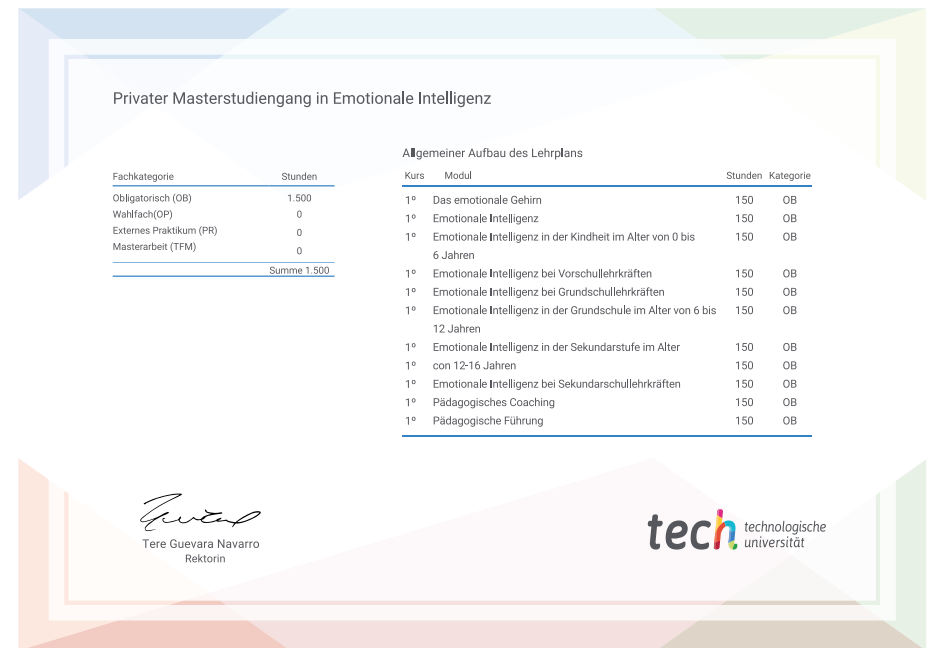 Privater Masterstudiengang in Emotionale Intelligenz
Fachkategorie Stunden
Obligatorisch (OB) 1.500
Wahlfach(OP) 0
Externes Praktikum (PR) 0
Masterarbeit (TFM) 0
Summe 1.500
Allgemeiner Aufbau des Lehrplans
Kurs Modul Stunden Kategorie
1º Das emotionale Gehirn 150 OB
1º Emotionale Intelligenz 150 OB
1º Emotionale Intelligenz in der Kindheit im Alter von 0 bis 150 OB
6 Jahren
1º Emotionale Intelligenz bei Vorschullehrkräften 150 OB
1º Emotionale Intelligenz bei Grundschullehrkräften 150 OB
1º Emotionale Intelligenz in der Grundschule im Alter von 6 bis 150 OB
12 Jahren
1º Emotionale Intelligenz in der Sekundarstufe im Alter 150 OB
1º con 12-16 Jahren 150 OB
1º Emotionale Intelligenz bei Sekundarschullehrkräften 150 OB
1º Pädagogisches Coaching 150 OB
1º Pädagogische Führung 150 OB
Tere Guevara Navarro
Rektorin
tech technologische
universität